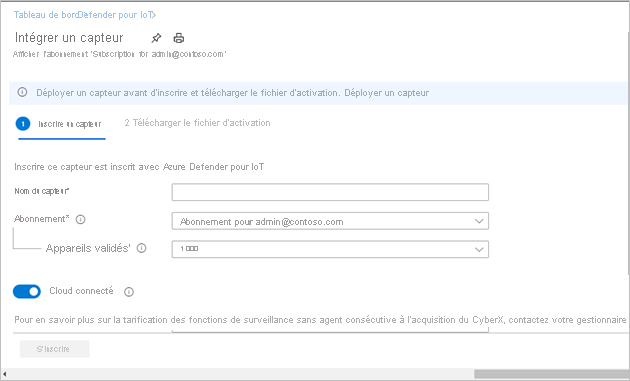 Tableau de bord Defender pour IoT>
Intégrer un capteur
Afficher l'abonnement 'Subscription for admin@contoso.com'
Déployer un capteur avant d'inscrire et télécharger le fichier d'activation. Déployer un capteur
1 Inscrire un capteur
2 Télécharger le fichier d'activation
Inscrire ce capteur est inscrit avec Azure Defender pour IoT
Nom du capteur*
Abonnement*
Abonnement pour admin@contoso.com
Appareils validés*
1 000
Cloud connecté
Pour en savoir plus sur la tarification des fonctions de surveillance sans agent consécutive à l'acquisition du CyberX, contactez votre gestionnaire
S'inscrire